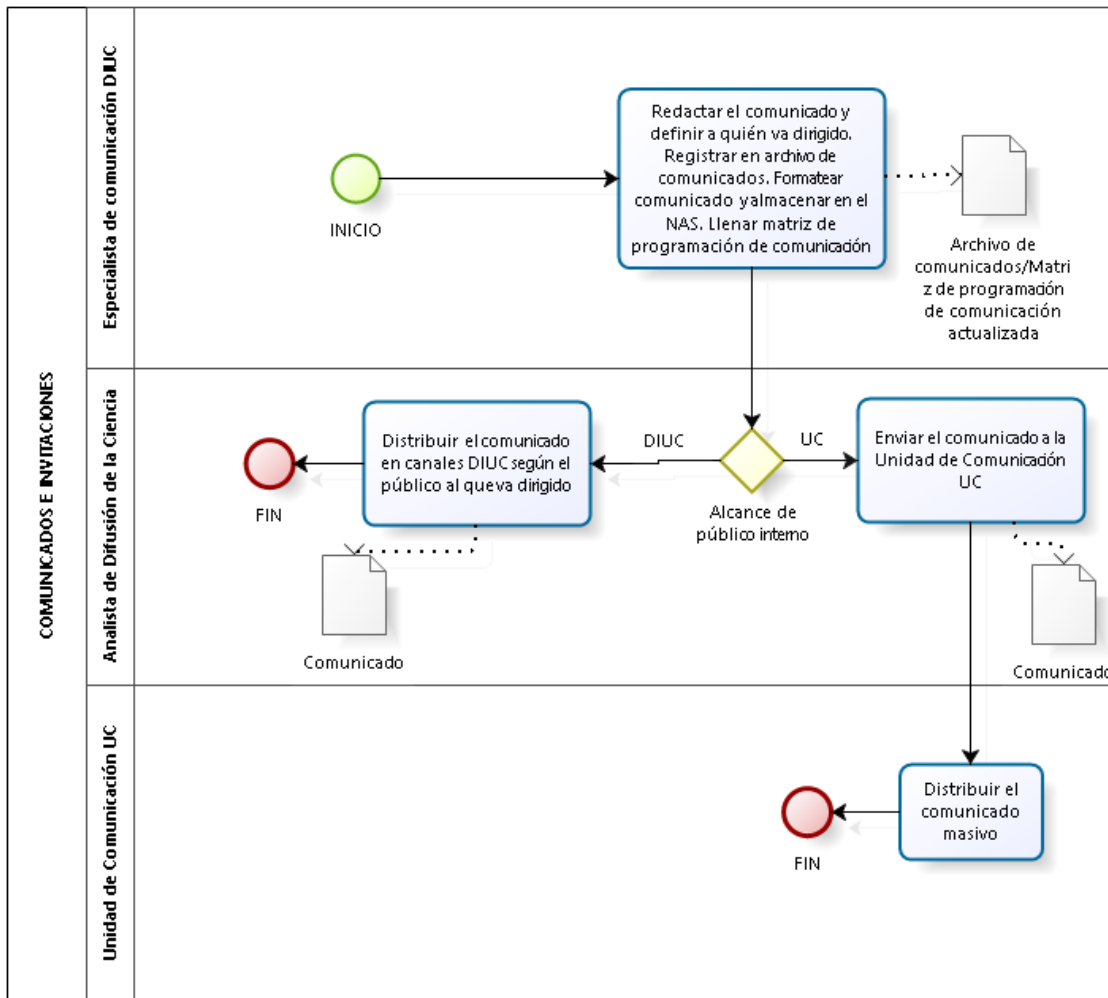 COMUNICADOS E INVITACIONES
Especialista de comunicación DIUC
INICIO
Redactar el comunicado y
definir a quién va dirigido.
Registrar en archivo de
comunicados. Formatear
comunicado yalmacenar en el
NAS. Llenar matriz de
programación de comunicación
Archivo de
comunicados/Matri
z de programación
de comunicación
actualizada
Analista de Difusión de la Ciencia
FIN
Distribuir el comunicado
en canales DIUC según el
público al que va dirigido
DIUC
UC
Alcance de
público interno
Enviar el comunicado a la
Unidad de Comunicación
UC
Comunicado
Comunicado
Unidad de Comunicación UC
FIN
Distribuir el
comunicado
masivo